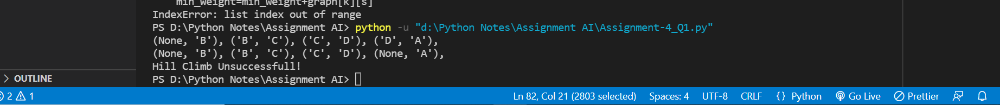 min_weight=min_weight+graph[k][s]
IndexError: list index out of range
PS D:\Python Notes\Assignment AI> python -u "d:\Python Notes\Assignment AI\Assignment-4_Q1.py"
(None, 'B'), ('B', 'C'), ('C', 'D'), ('D', 'A'),
(None, 'B'), ('B', 'C'), ('C', 'D'), (None, 'A'),
Hill Climb Unsuccessfull!
PS D:\Python Notes\Assignment AI>
OUTLINE
2 1 Ln 82, Col 21 (2803 selected) Spaces: 4 UTF-8 CRLF {} Python Go Live Prettier